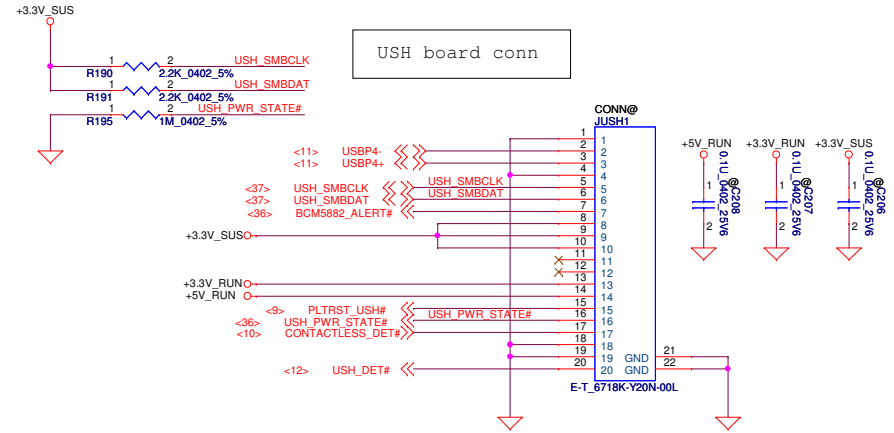 +3.3V_SUS
USH board conn
1 2 USH_SMBCLK
R190 2.2K_0402_5%
1 2 USH_SMBDAT
R191 2.2K_0402_5%
1 2 USH_PWR_STATE#
R195 1M_0402_5%
CONN@
JUSH1
1 1
<11> USBP4- 2 2
<11> USBP4+ 3 3
4 4
<37> USH_SMBCLK USH_SMBCLK 5 5
<37> USH_SMBDAT USH_SMBDAT 6 6
<36> BCM5882_ALERT# 7 7
8 8
+3.3V_SUS 9 9
10 10
11 11
12 12
+3.3V_RUN 13 13
+5V_RUN 14 14
<9> PLTRST_USH# 15 15
<36> USH_PWR_STATE# USH_PWR_STATE# 16 16
<10> CONTACTLESS_DET# 17 17
18 18
19 19 GND 21
<12> USH_DET# 20 20 GND 22
E-T_6718K-Y20N-00L
+5V_RUN +3.3V_RUN +3.3V_SUS
1 2 @C208 0.1U_0402_25V6
1 2 @C207 0.1U_0402_25V6
1 2 @C206 0.1U_0402_25V6